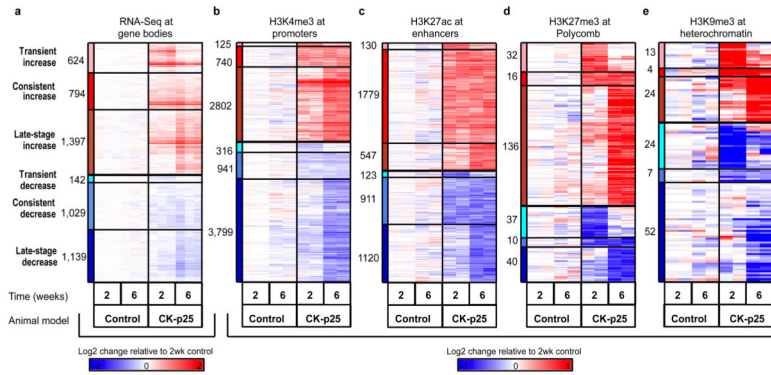 a
RNA-Seq at
gene bodies
b
H3K4me3 at
promoters
c
H3K27ac at
enhancers
d
H3K27me3 at
Polycomb
e
H3K9me3 at
heterochromatin
Transient
increase
624
Consistent
increase
794
Late-stage
increase
1,397
Transient
decrease
142
Consistent
decrease
1,029
Late-stage
decrease
1,139
125
740
2802
316
941
3,799
130
1779
547
123
911
1120
32
16
136
37
10
40
13
4
24
24
7
52
Time (weeks)
2 6 2 6
2 6 2 6
2 6 2 6
2 6 2 6
2 6 2 6
Animal model
Control CK-p25
Control CK-p25
Control CK-p25
Control CK-p25
Control CK-p25
Log2 change relative to 2wk control
0 2
Log2 change relative to 2wk control
0 1